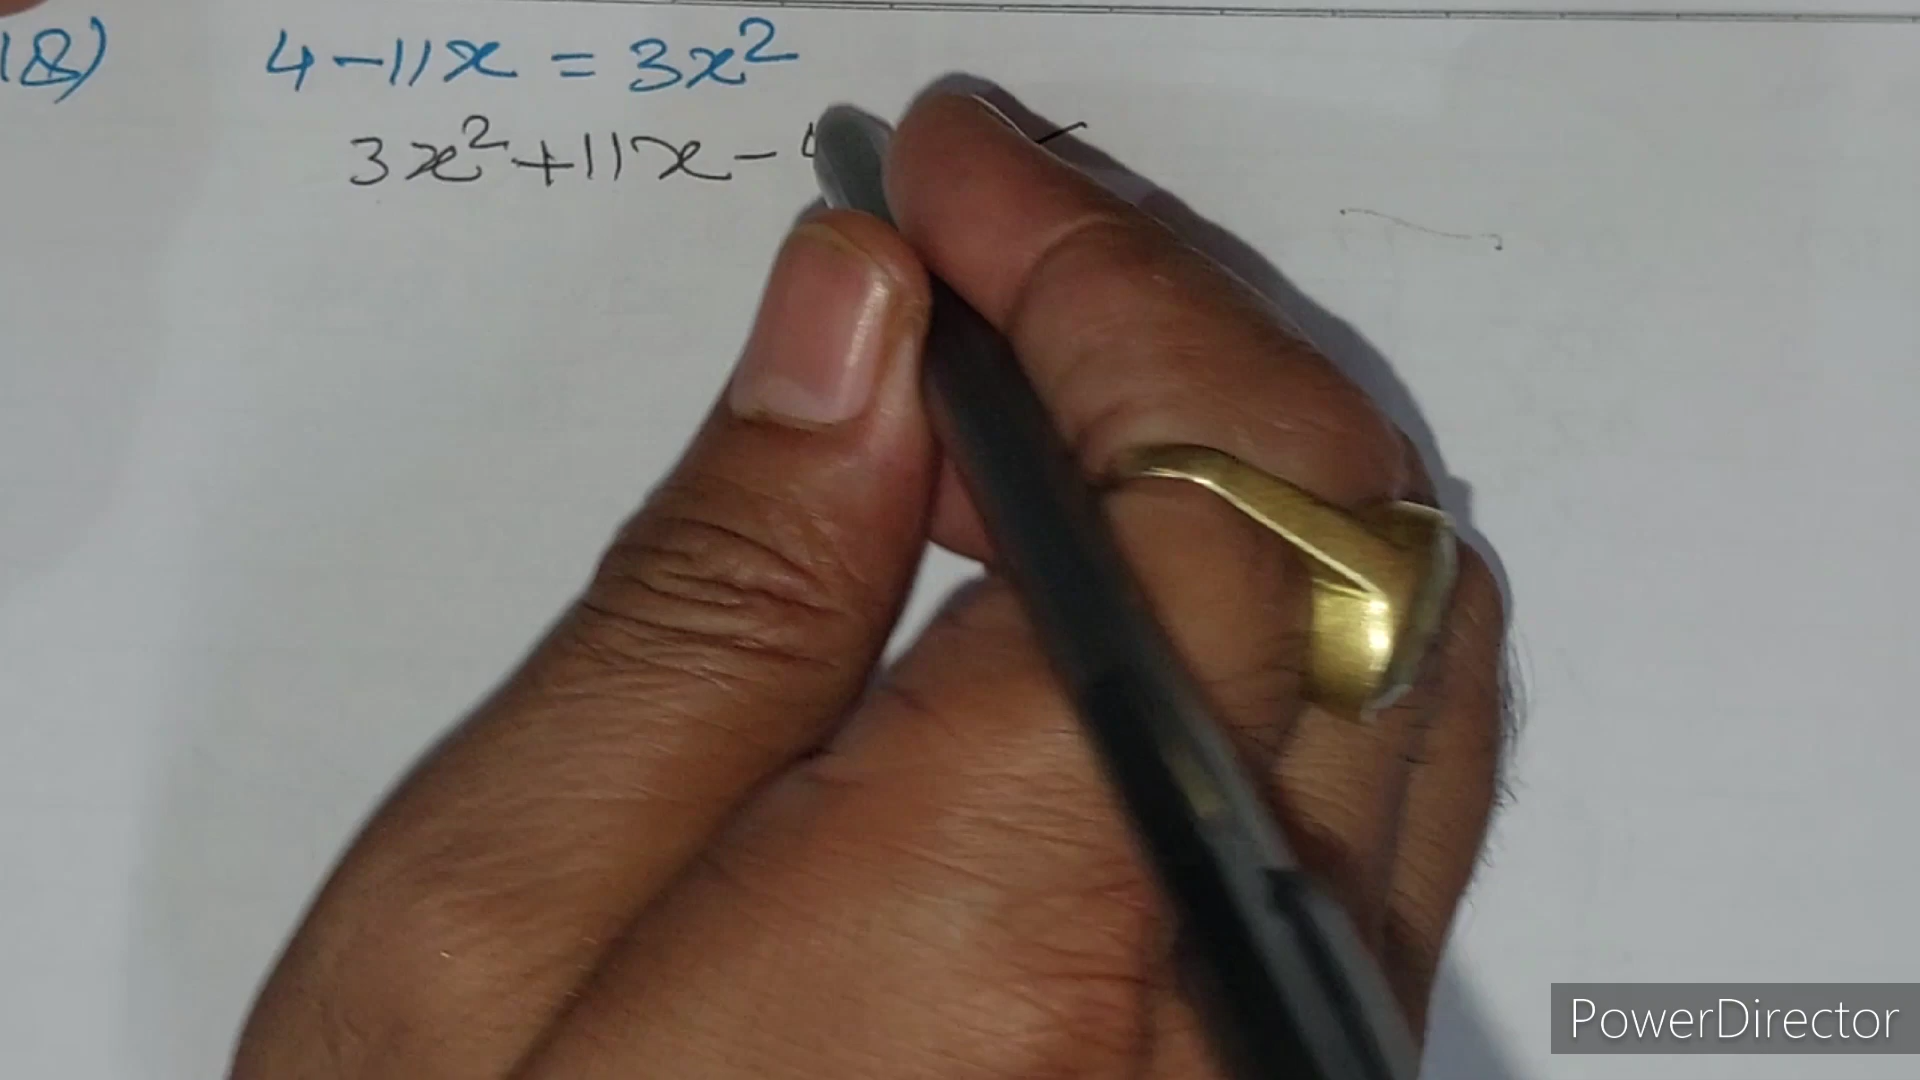 18) 4-11x = 3x²
3x²+11x-
PowerDirector